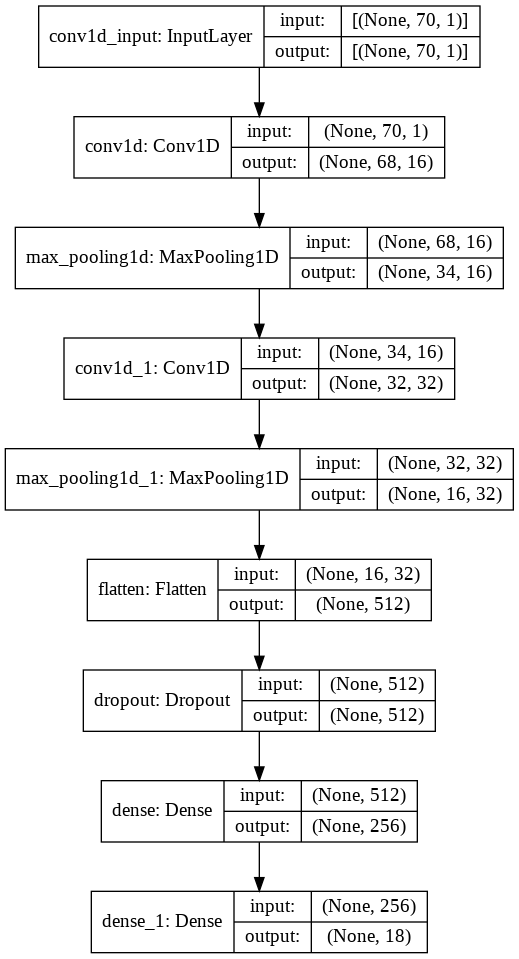 conv1d_input: InputLayer
input:
[(None, 70, 1)]
output:
[(None, 70, 1)]
conv1d: Conv1D
input:
(None, 70, 1)
output:
(None, 68, 16)
max_pooling1d: MaxPooling1D
input:
(None, 68, 16)
output:
(None, 34, 16)
conv1d_1: Conv1D
input:
(None, 34, 16)
output:
(None, 32, 32)
max_pooling1d_1: MaxPooling1D
input:
(None, 32, 32)
output:
(None, 16, 32)
flatten: Flatten
input:
(None, 16, 32)
output:
(None, 512)
dropout: Dropout
input:
(None, 512)
output:
(None, 512)
dense: Dense
input:
(None, 512)
output:
(None, 256)
dense_1: Dense
input:
(None, 256)
output:
(None, 18)